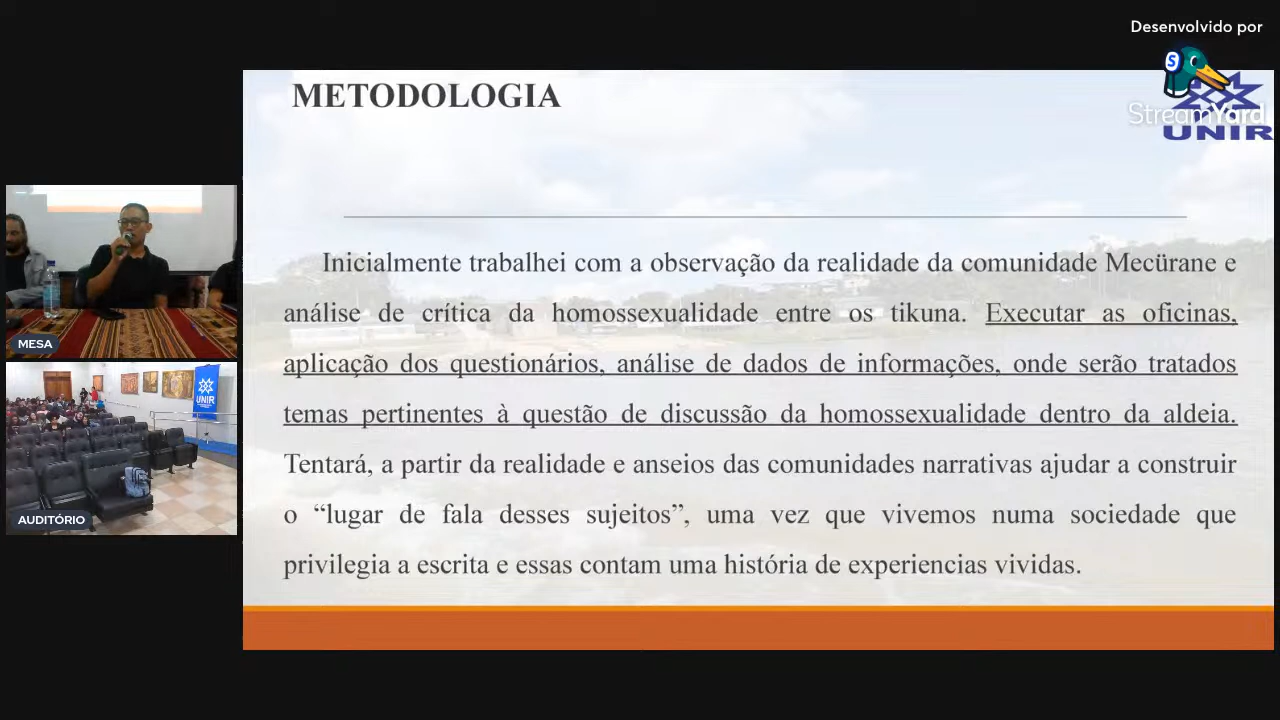 Desenvolvido por
StreamYard
UNIR
METODOLOGIA
Inicialmente trabalhei com a observação da realidade da comunidade Mecürane e
análise de crítica da homossexualidade entre os tikuna. Executar as oficinas,
aplicação dos questionários, análise de dados de informações, onde serão tratados
temas pertinentes à questão de discussão da homossexualidade dentro da aldeia.
Tentará, a partir da realidade e anseios das comunidades narrativas ajudar a construir
o “lugar de fala desses sujeitos”, uma vez que vivemos numa sociedade que
privilegia a escrita e essas contam uma história de experiencias vividas.
MESA
UNIR
AUDITÓRIO